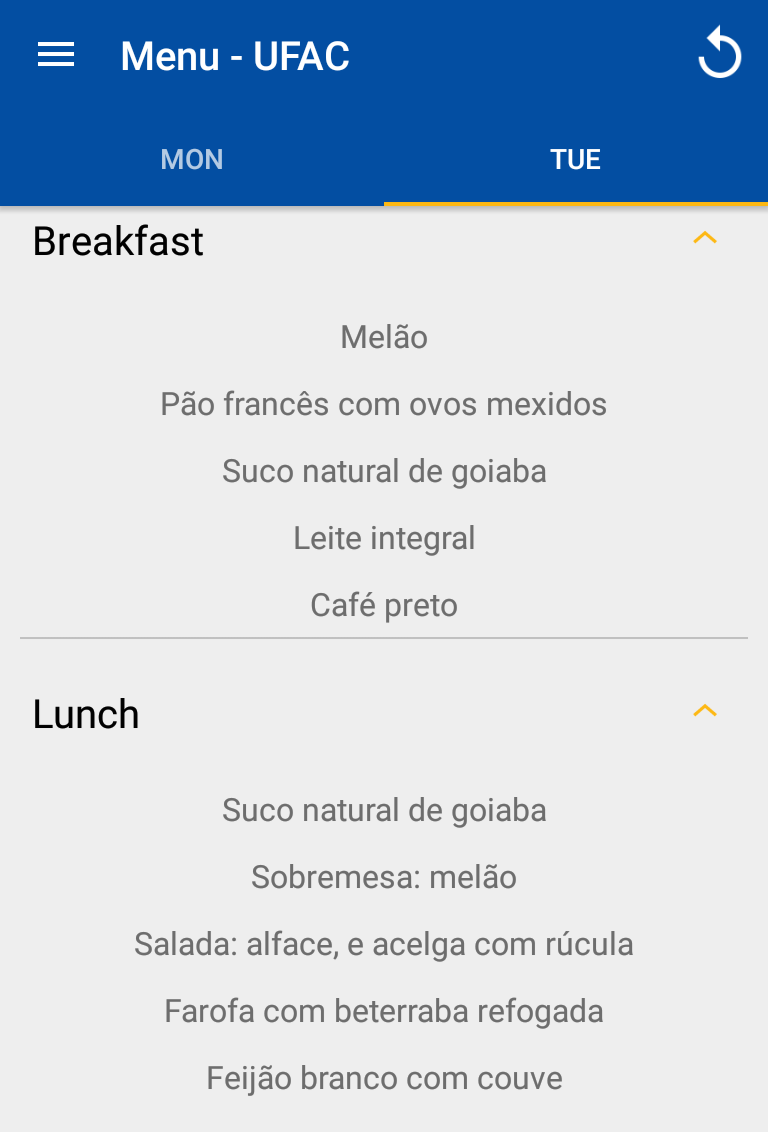 Menu - UFAC
MON
TUE
Breakfast
Melão
Pão francês com ovos mexidos
Suco natural de goiaba
Leite integral
Café preto
Lunch
Suco natural de goiaba
Sobremesa: melão
Salada: alface, e acelga com rúcula
Farofa com beterraba refogada
Feijão branco com couve